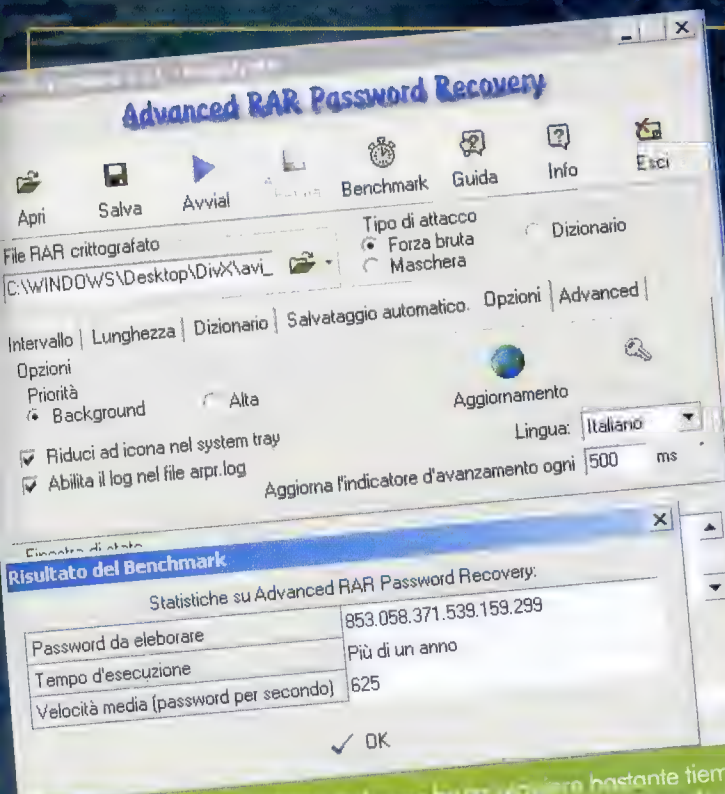 Advanced RAR Password Recovery
Apri
Salva
Avvial
Benchmark
Guida
Info
Esci
File RAR crittografato
C:\WINDOWS\Desktop\DivX\avi_
Tipo di attacco
Forza bruta
Maschera
Dizionario
Intervallo | Lunghezza | Dizionario | Salvataggio automatico. Opzioni | Advanced |
Opzioni
Priorità
Background
Alta
Aggiornamento
Riduci ad icona nel system tray
Lingua: Italiano
Abilita il log nel file arpr.log
Aggiorna l'indicatore d'avanzamento ogni 500 ms
Finestra di stato
Risultato del Benchmark
Statistiche su Advanced RAR Password Recovery:
Password da eleborare 853.058.371.539.159.299
Tempo d'esecuzione Più di un anno
Velocità media (password per secondo) 625
OK
bastante